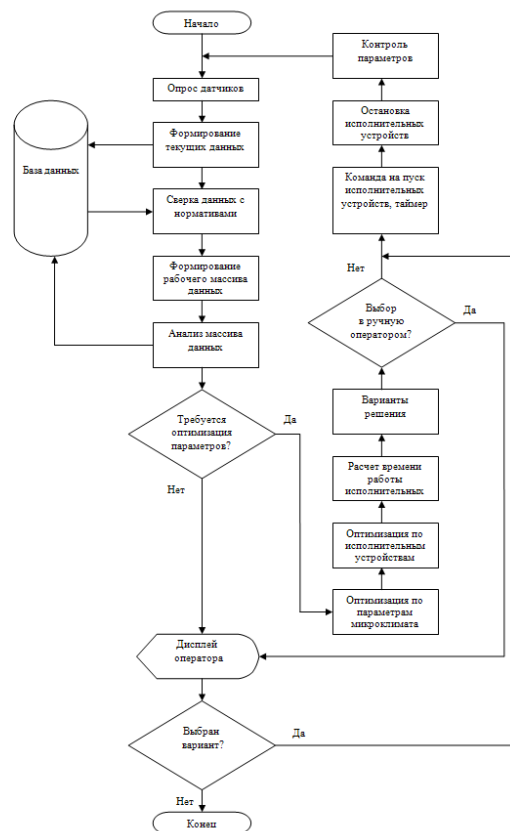 Начало
Опрос датчиков
Формирование
текущих данных
База данных
Сверка данных с
нормативами
Формирование
рабочего массива
данных
Анализ массива
данных
Требуется
оптимизация
параметров?
Да
Нет
Контроль
параметров
Остановка
исполнительных
устройств
Команда на пуск
исполнительных
устройств, таймер
Нет
Выбор
в ручную
оператором?
Да
Варианты
решения
Расчет времени
работы
исполнительных
Оптимизация по
исполнительным
устройствам
Оптимизация по
параметрам
микроклимата
Дисплей
оператора
Выбран
вариант?
Да
Нет
Конец